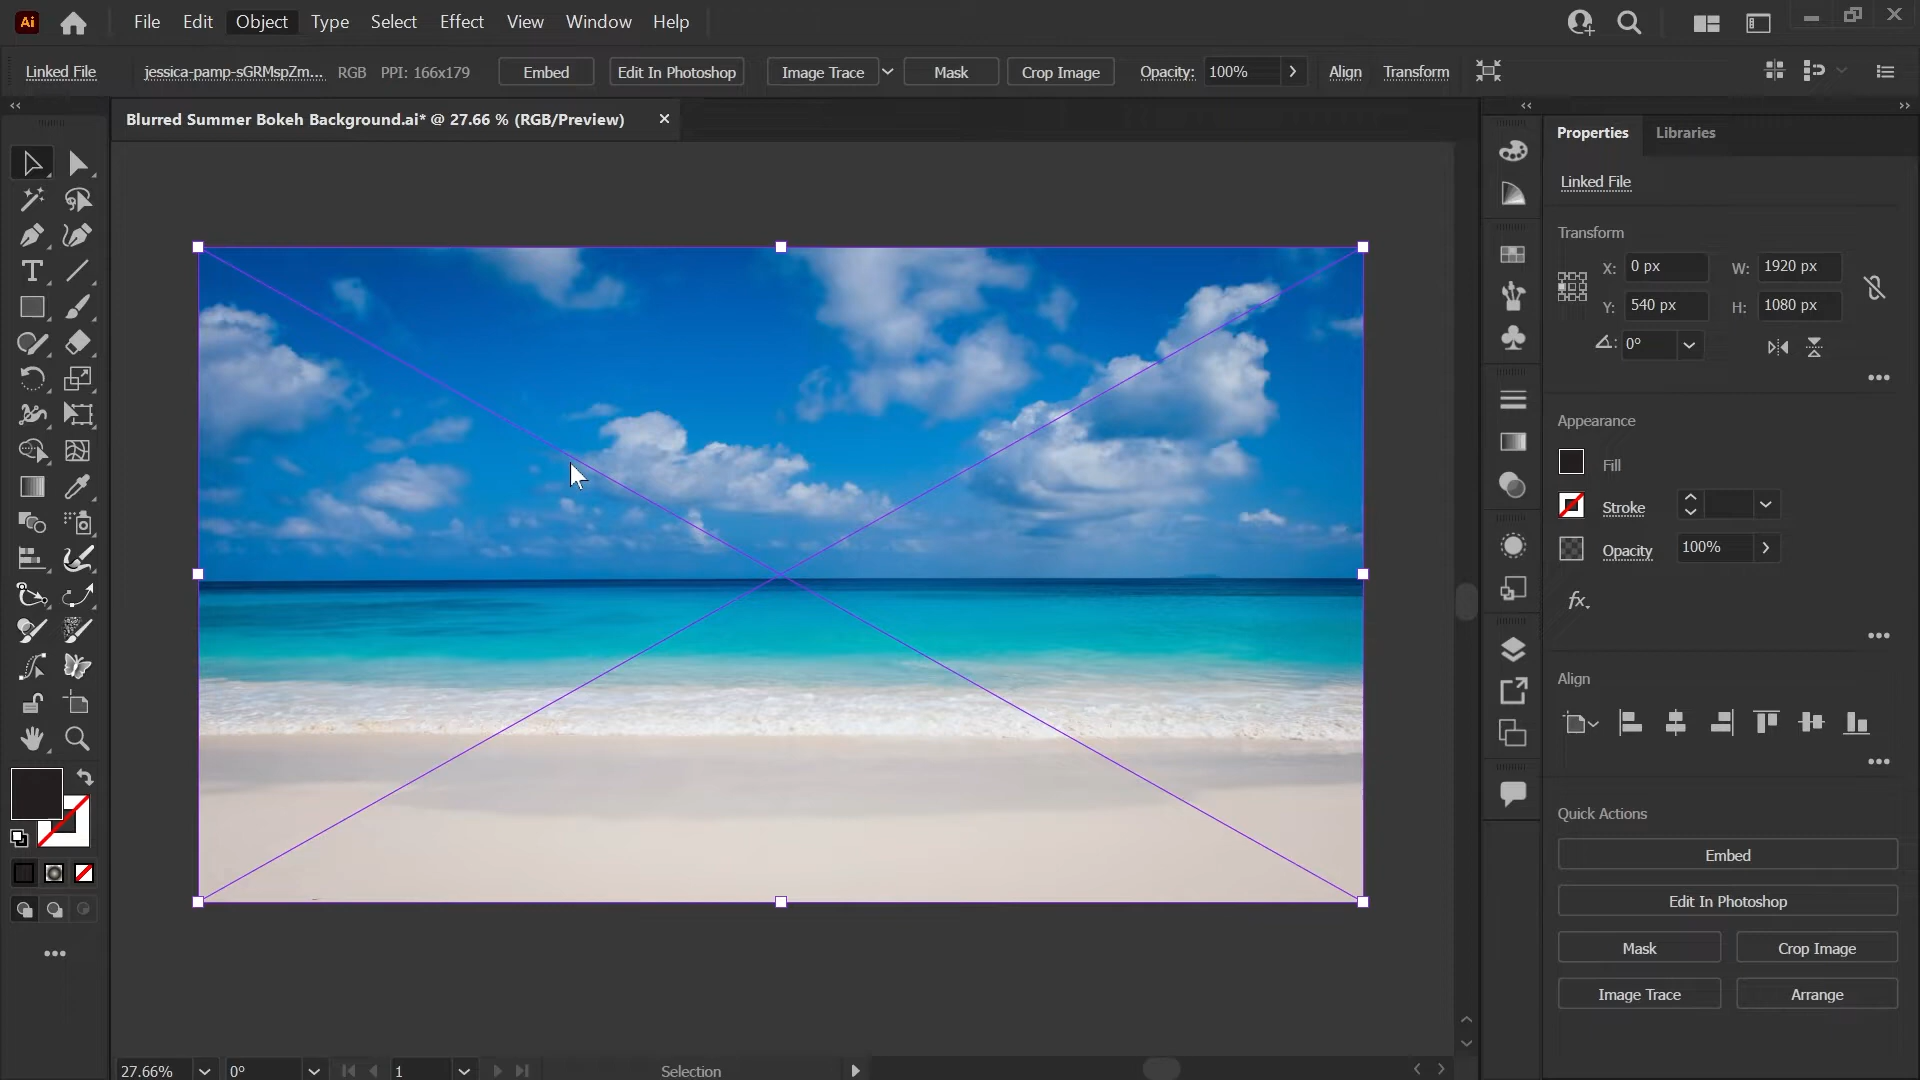 Ai File Edit Object Type Select Effect View Window Help
Linked File jessica-pamp-sGRMspZm... RGB PPI: 166x179 Embed Edit In Photoshop Image Trace Mask Crop Image Opacity: 100% Align Transform
Blurred Summer Bokeh Background.ai* @ 27.66 % (RGB/Preview)
Properties Libraries
Linked File
Transform
X: 0 px W: 1920 px
Y: 540 px H: 1080 px
0°
Appearance
Fill
Stroke
Opacity 100%
fx.
Align
Quick Actions
Embed
Edit In Photoshop
Mask Crop Image
Image Trace Arrange
27.66% 0° 1 Selection